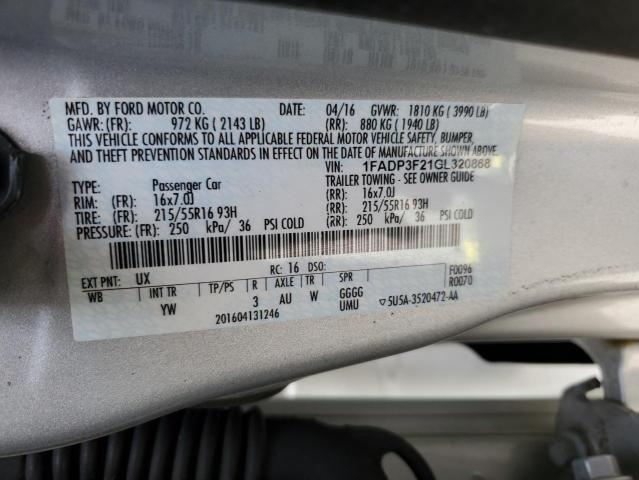 MFD. BY FORD MOTOR CO. DATE: 04/16 GVWR: 1810 KG ( 3990 LB)
GAWR: (FR): 972 KG ( 2143 LB) (RR): 880 KG ( 1940 LB)
THIS VEHICLE CONFORMS TO ALL APPLICABLE FEDERAL MOTOR VEHICLE SAFETY, BUMPER,
AND THEFT PREVENTION STANDARDS IN EFFECT ON THE DATE OF MANUFACTURE SHOWN ABOVE.
VIN: 1FADP3F21GL320868
TYPE: Passenger Car TRAILER TOWING - SEE OWNER GUIDE
RIM: (FR): 16x7.0J (RR): 16x7.0J
TIRE: (FR): 215/55R16 93H (RR): 215/55R16 93H
PRESSURE: (FR): 250 kPa/ 36 PSI COLD (RR): 250 kPa/ 36 PSI COLD
EXT PNT: UX RC: 16 DSO: F0096
WB INT TR TP/PS R AXLE TR SPR R0070
YW 3 AU W GGGG
UMU
201604131246 ▽5U5A-3520472-AA